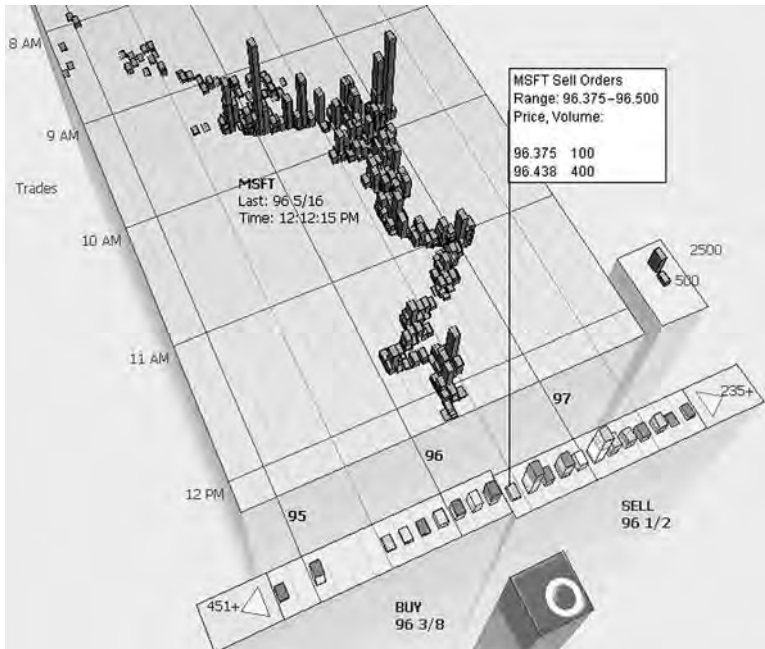 8 AM
9 AM
Trades
10 AM
11 AM
12 PM
MSFT
Last: 96 5/16
Time: 12:12:15 PM
MSFT Sell Orders
Range: 96.375–96.500
Price, Volume:
96.375 100
96.438 400
2500
500
97
96
95
235+
451+
SELL
96 1/2
BUY
96 3/8